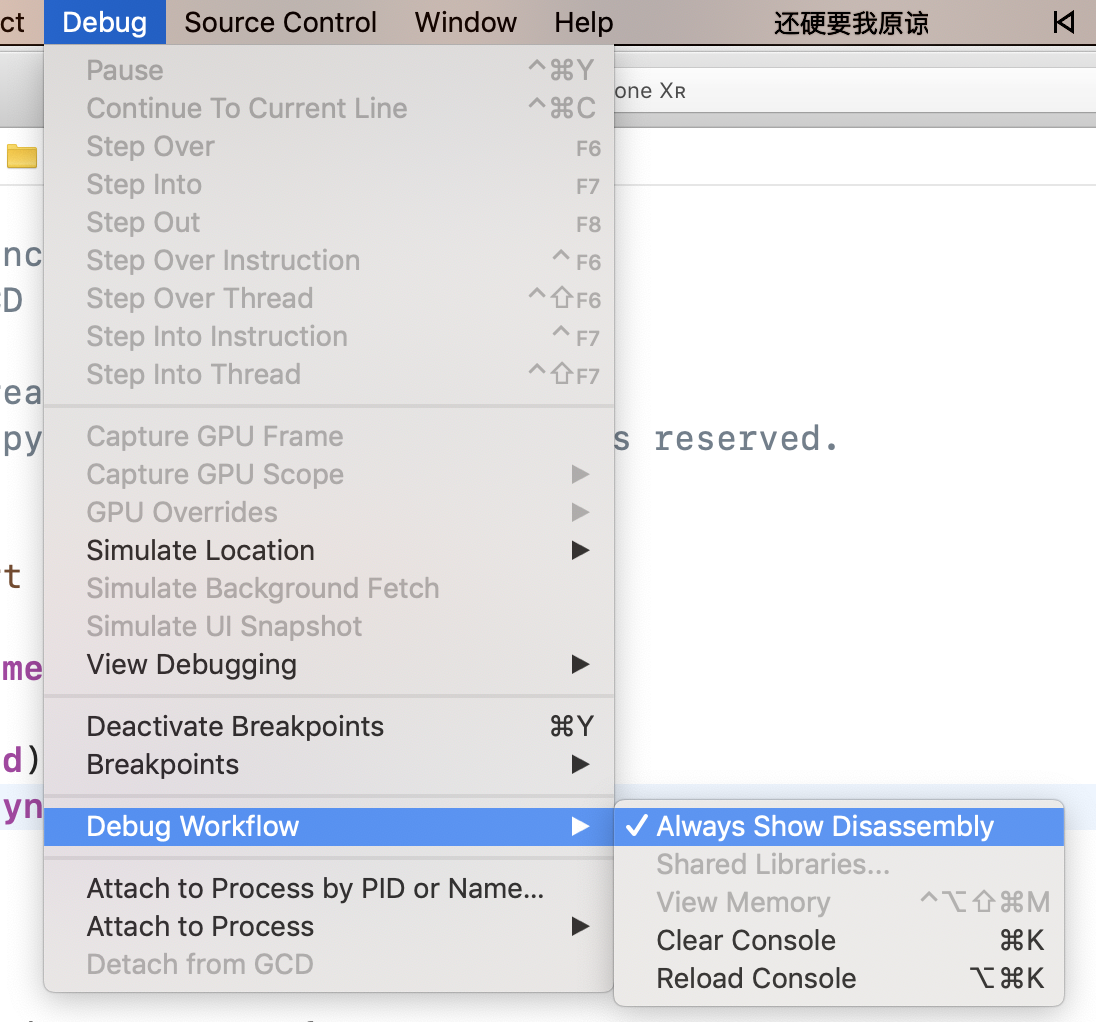 ct Debug Source Control Window Help 还硬要我原谅
Pause ^⌘Y
one XR
Continue To Current Line ^⌘C
Step Over F6
Step Into F7
Step Out F8
nc
Step Over Instruction ^F6
D
Step Over Thread ^⇧F6
Step Into Instruction ^F7
Step Into Thread ^⇧F7
rea
Capture GPU Frame
py
s reserved.
Capture GPU Scope ▶
GPU Overrides ▶
Simulate Location ▶
t
Simulate Background Fetch
Simulate UI Snapshot
View Debugging ▶
me
Deactivate Breakpoints ⌘Y
Breakpoints ▶
d)
yn
Debug Workflow ▶
✓ Always Show Disassembly
Shared Libraries...
View Memory ^⌥⇧⌘M
Clear Console ⌘K
Reload Console ⌥⌘K
Attach to Process by PID or Name...
Attach to Process ▶
Detach from GCD